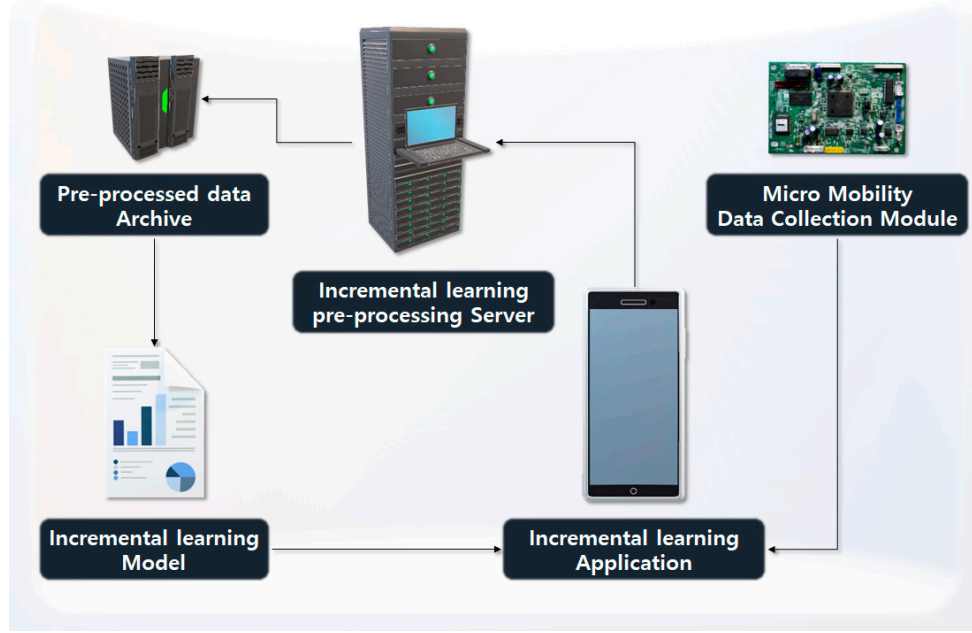 Pre-processed data
Archive
Micro Mobility
Data Collection Module
Incremental learning
pre-processing Server
Incremental learning
Model
Incremental learning
Application